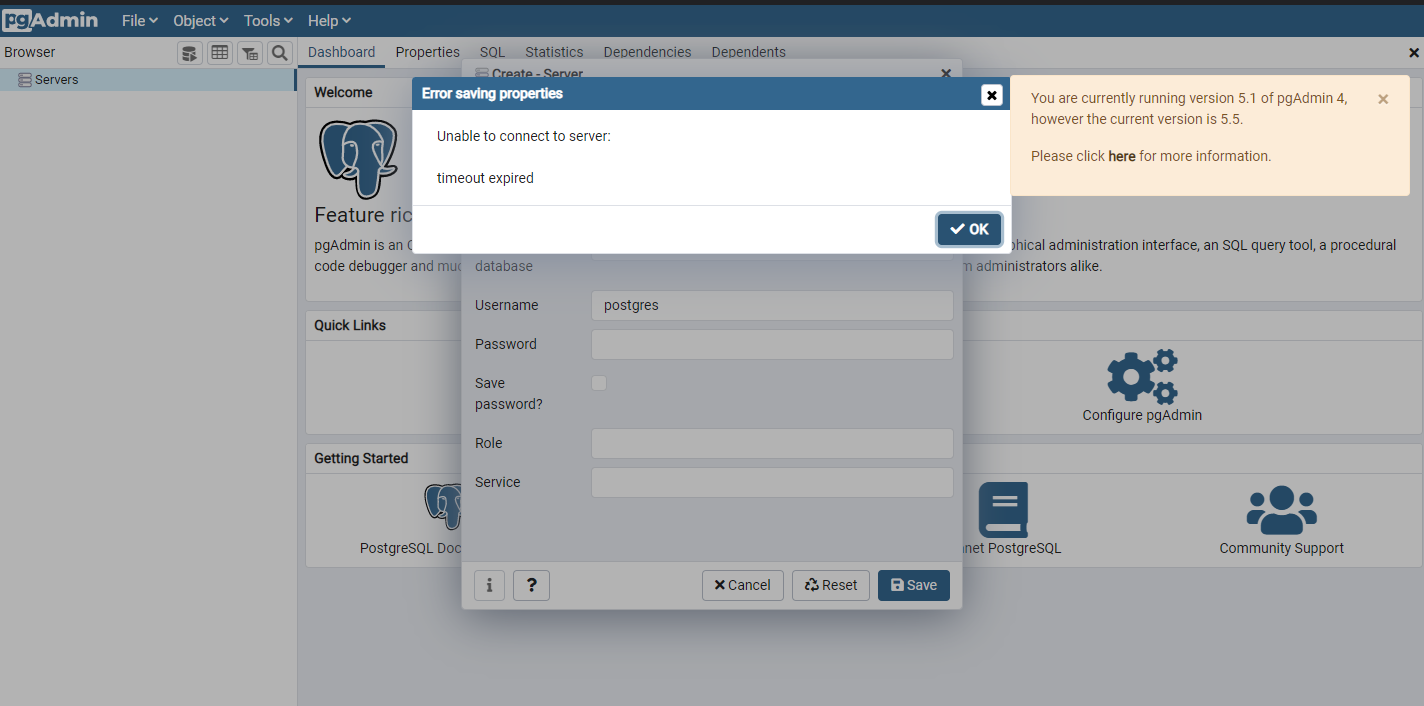 pgAdmin File Object Tools Help
Browser
Servers
Dashboard Properties SQL Statistics Dependencies Dependents
Create - Server
Error saving properties
Unable to connect to server:
timeout expired
OK
You are currently running version 5.1 of pgAdmin 4,
however the current version is 5.5.
Please click here for more information.
Welcome
Feature ric
pgAdmin is an
code debugger and
hical administration interface, an SQL query tool, a procedural
administrators alike.
database
Username postgres
Password
Save
password?
Role
Service
i ? Cancel Reset Save
Quick Links
Configure pgAdmin
Getting Started
PostgreSQL Doc
net PostgreSQL
Community Support